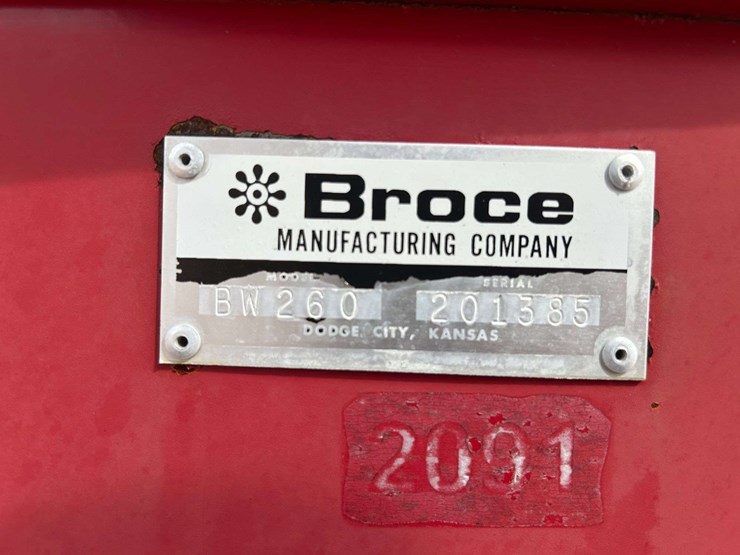 Broce
MANUFACTURING COMPANY
MODEL SERIAL
BW260 201385
DODGE CITY, KANSAS
2091